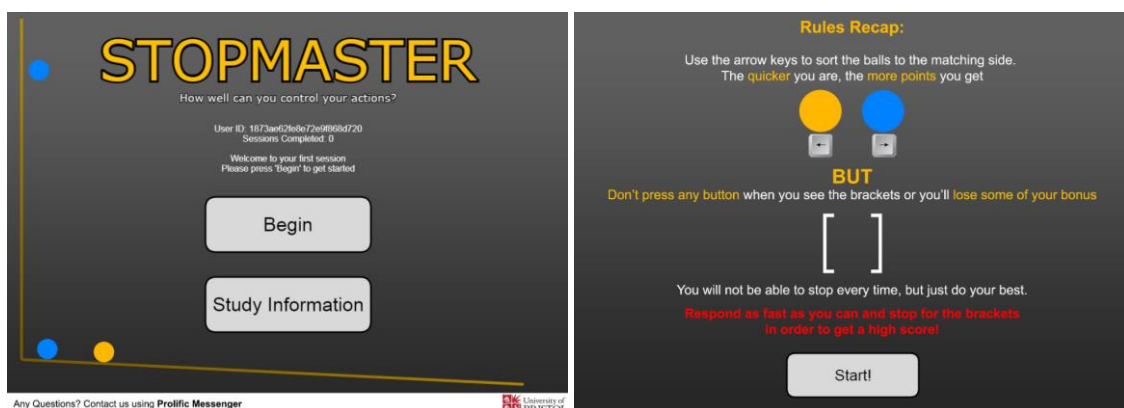 STOPMASTER
How well can you control your actions?
User ID: 1873ae62fe8e72e9f868d720
Sessions Completed: 0
Welcome to your first session
Please press 'Begin' to get started
Begin
Study Information
Any Questions? Contact us using Prolific Messenger
University of
BRISTOL
Rules Recap:
Use the arrow keys to sort the balls to the matching side.
The quicker you are, the more points you get
← →
BUT
Don't press any button when you see the brackets or you'll lose some of your bonus
[ ]
You will not be able to stop every time, but just do your best.
Respond as fast as you can and stop for the brackets
in order to get a high score!
Start!